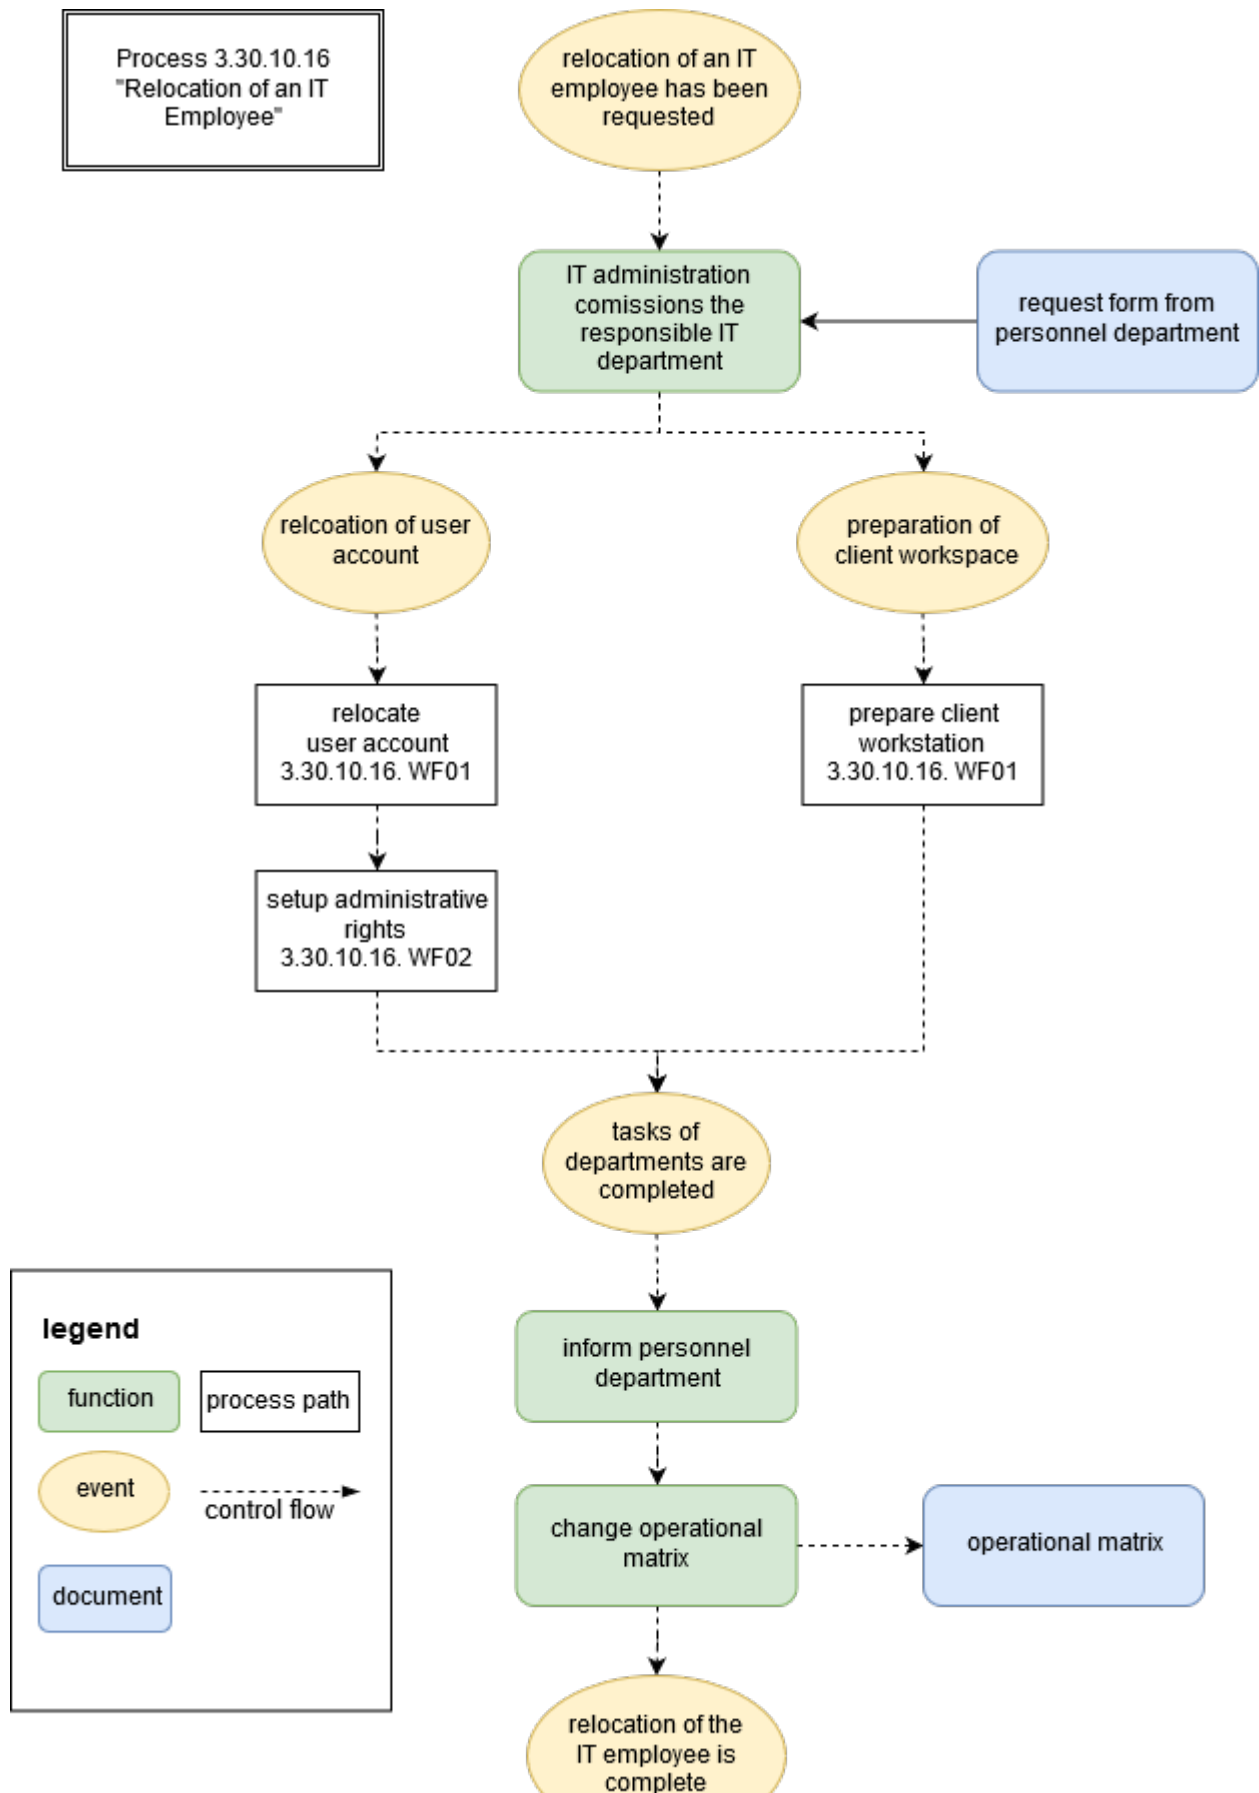 Process 3.30.10.16
"Relocation of an IT
Employee"
relocation of an IT
employee has been
requested
IT administration
comissions the
responsible IT
department
request form from
personnel department
relcoation of user
account
preparation of
client workspace
relocate
user account
3.30.10.16. WF01
prepare client
workstation
3.30.10.16. WF01
setup administrative
rights
3.30.10.16. WF02
tasks of
departments are
completed
inform personnel
department
change operational
matrix
operational matrix
relocation of the
IT employee is
complete
legend
function
process path
event
control flow
document